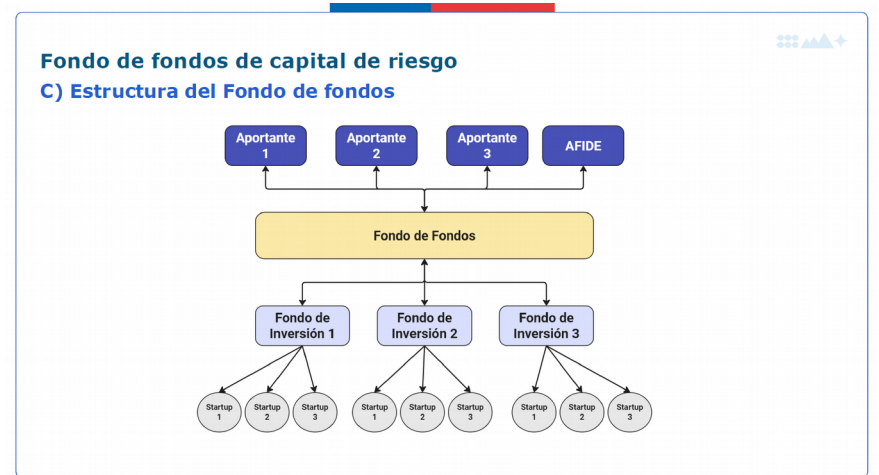 Fondo de fondos de capital de riesgo
C) Estructura del Fondo de fondos
Aportante
1
Aportante
2
Aportante
3
AFIDE
Fondo de Fondos
Fondo de
Inversión 1
Fondo de
Inversión 2
Fondo de
Inversión 3
Startup
1
Startup
2
Startup
3
Startup
1
Startup
2
Startup
3
Startup
1
Startup
2
Startup
3